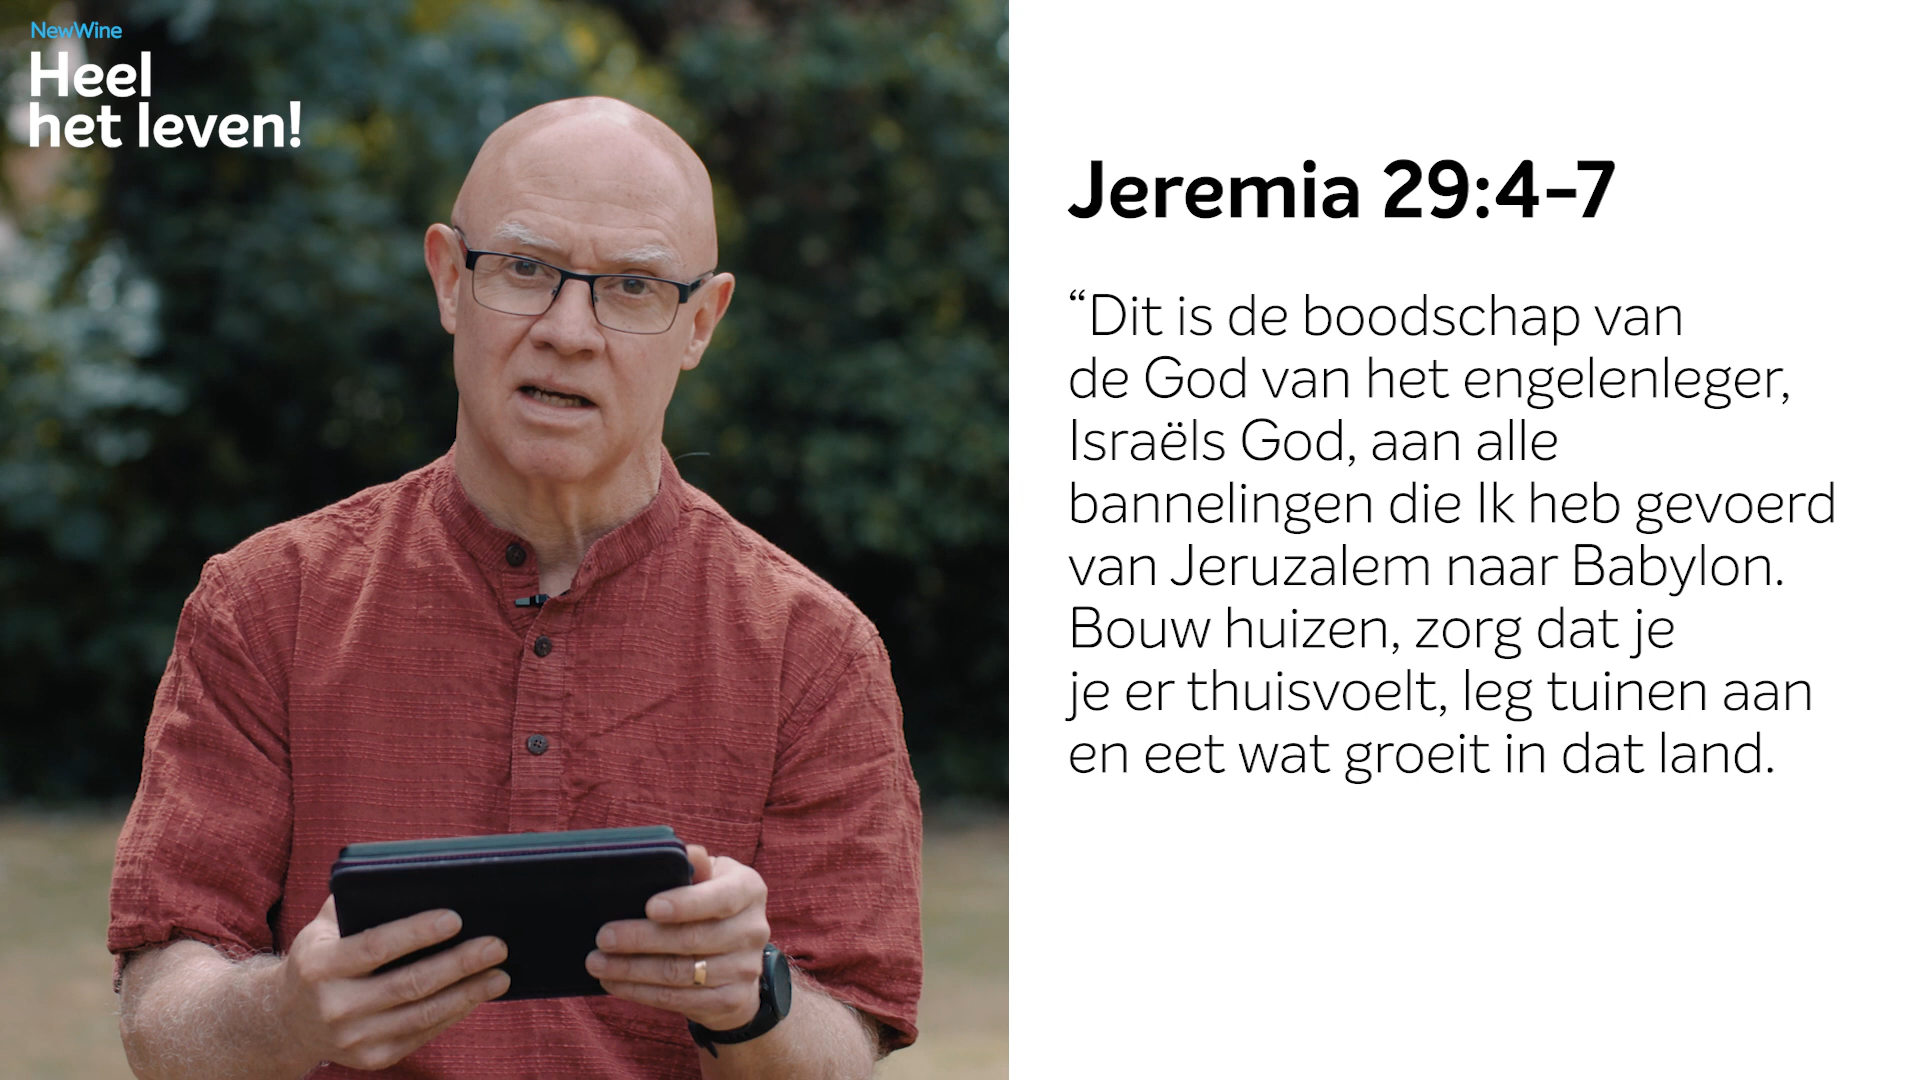 NewWine
Heel
het leven!
Jeremia 29:4-7
“Dit is de boodschap van
de God van het engelenleger,
Israëls God, aan alle
bannelingen die Ik heb gevoerd
van Jeruzalem naar Babylon.
Bouw huizen, zorg dat je
je er thuisvoelt, leg tuinen aan
en eet wat groeit in dat land.